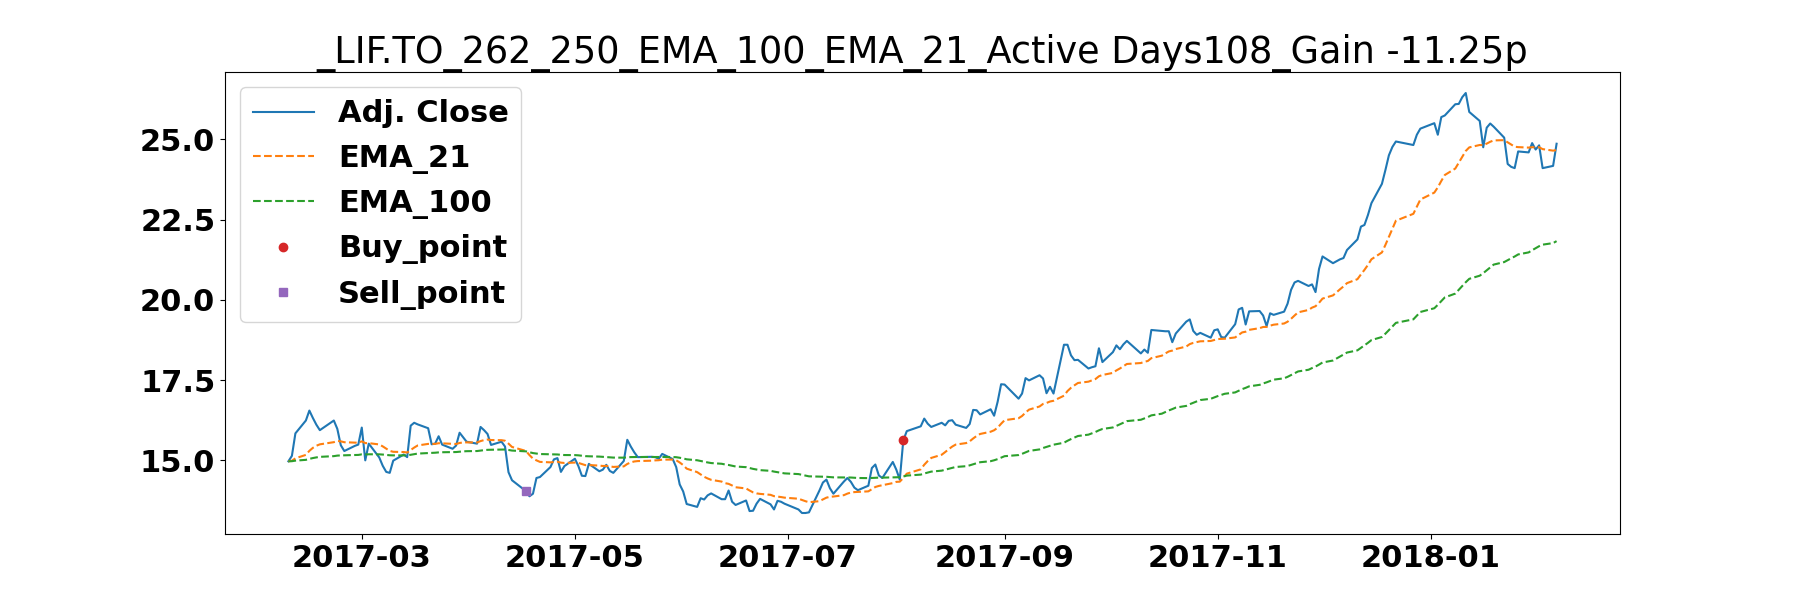 _LIF.TO_262_250_EMA_100_EMA_21_Active Days108_Gain -11.25p
Adj. Close
EMA_21
EMA_100
Buy_point
Sell_point
25.0
22.5
20.0
17.5
15.0
2017-03 2017-05 2017-07 2017-09 2017-11 2018-01